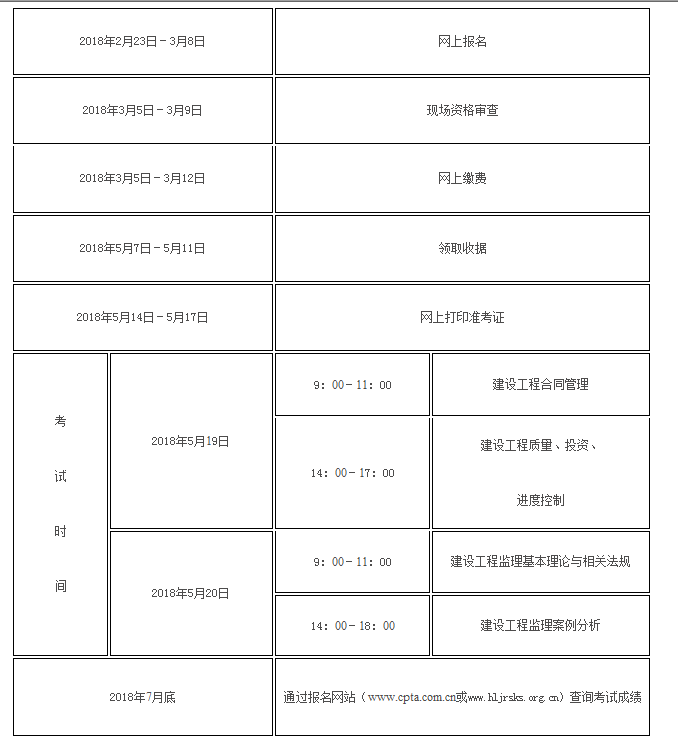 2018年2月23日－3月8日
网上报名
2018年3月5日－3月9日
现场资格审查
2018年3月5日－3月12日
网上缴费
2018年5月7日－5月11日
领取收据
2018年5月14日－5月17日
网上打印准考证
考
试
时
间
2018年5月19日
9：00－11：00
建设工程合同管理
14：00－17：00
建设工程质量、投资、
进度控制
2018年5月20日
9：00－11：00
建设工程监理基本理论与相关法规
14：00－18：00
建设工程监理案例分析
2018年7月底
通过报名网站（www.cpta.com.cn或www.hljrsks.org.cn）查询考试成绩